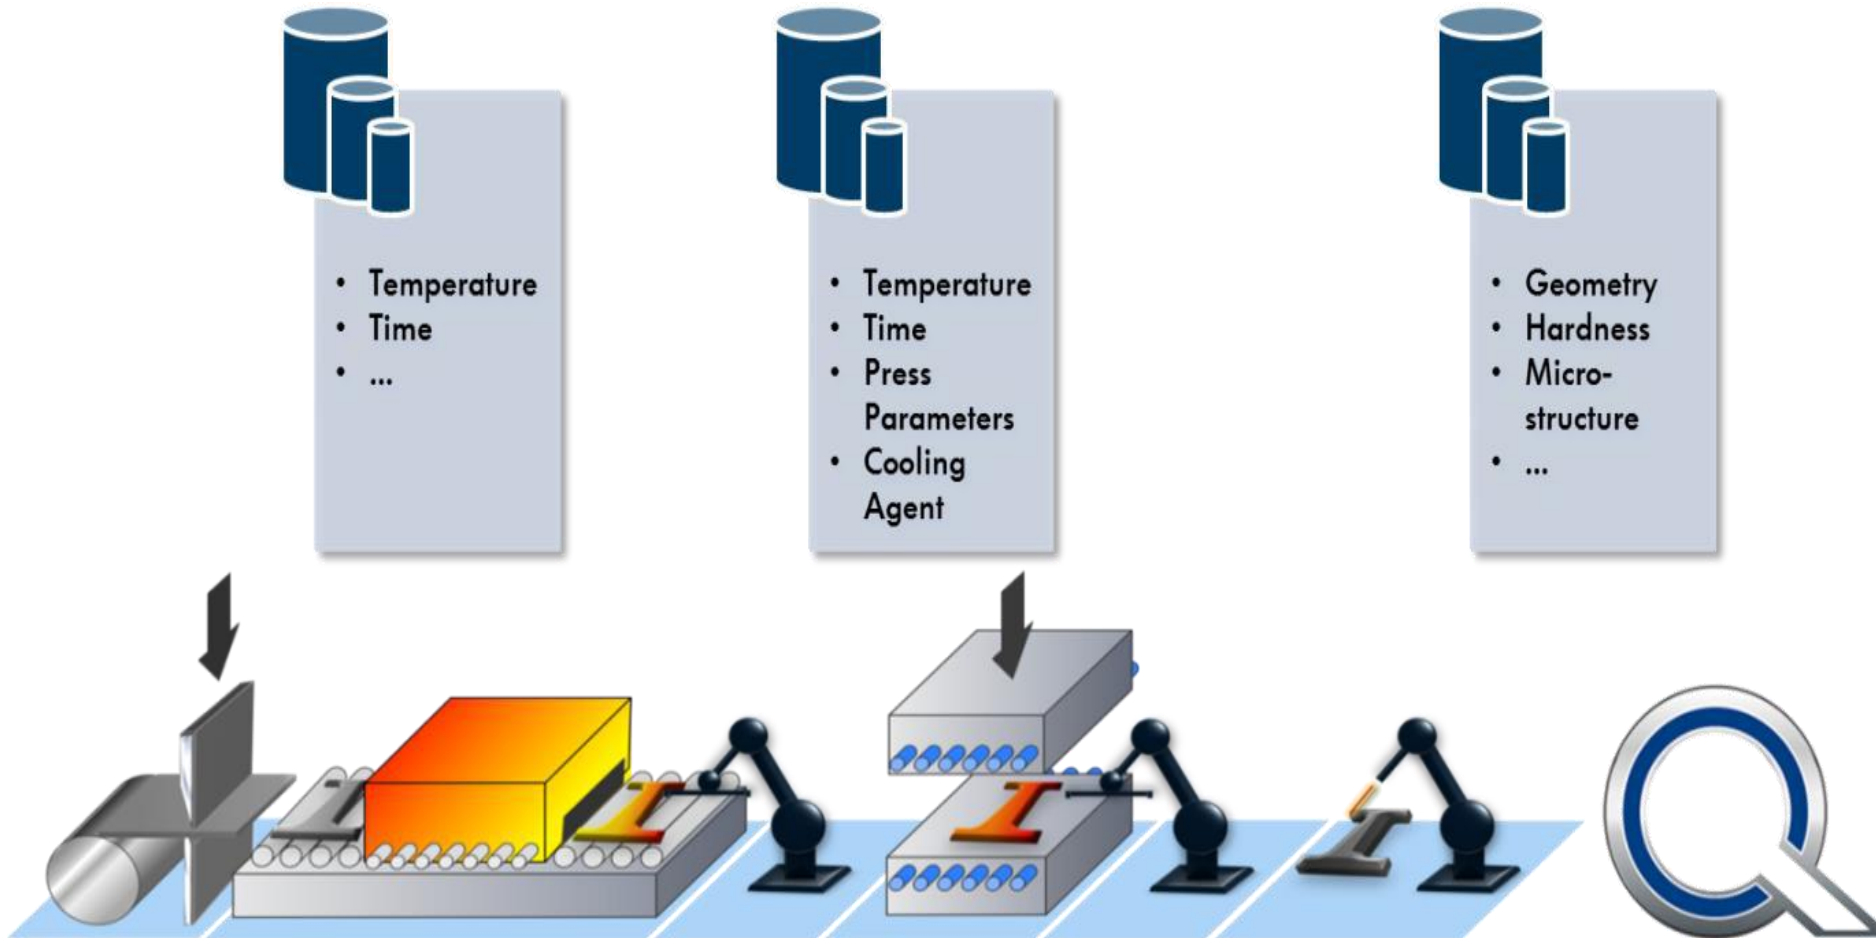 • Temperature
• Time
• ...
• Temperature
• Time
• Press
Parameters
• Cooling
Agent
• Geometry
• Hardness
• Micro-
structure
• ...